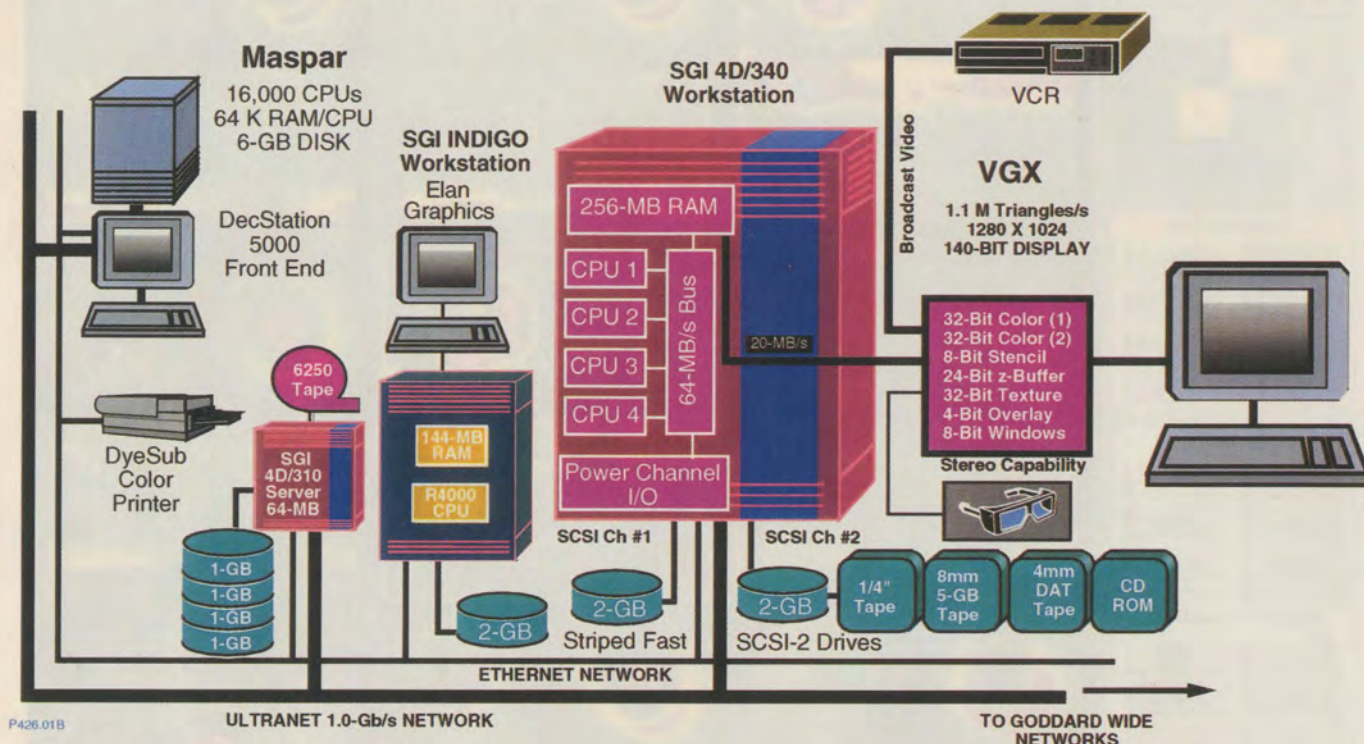 Maspar
16,000 CPUs
64 K RAM/CPU
6-GB DISK
DecStation
5000
Front End
DyeSub
Color
Printer
6250
Tape
SGI
4D/310
Server
64-MB
1-GB
1-GB
1-GB
1-GB
SGI INDIGO
Workstation
Elan
Graphics
144-MB
RAM
R4000
CPU
2-GB
SGI 4D/340
Workstation
256-MB RAM
CPU 1
CPU 2
CPU 3
CPU 4
64-MB/s Bus
Power Channel
I/O
20-MB/s
SCSI Ch #1
SCSI Ch #2
2-GB
Striped Fast
2-GB
SCSI-2 Drives
1/4"
Tape
8mm
5-GB
Tape
4mm
DAT
Tape
CD
ROM
VCR
Broadcast Video
VGX
1.1 M Triangles/s
1280 X 1024
140-BIT DISPLAY
32-Bit Color (1)
32-Bit Color (2)
8-Bit Stencil
24-Bit z-Buffer
32-Bit Texture
4-Bit Overlay
8-Bit Windows
Stereo Capability
ETHERNET NETWORK
ULTRANET 1.0-Gb/s NETWORK
TO GODDARD WIDE
NETWORKS
P426.01B